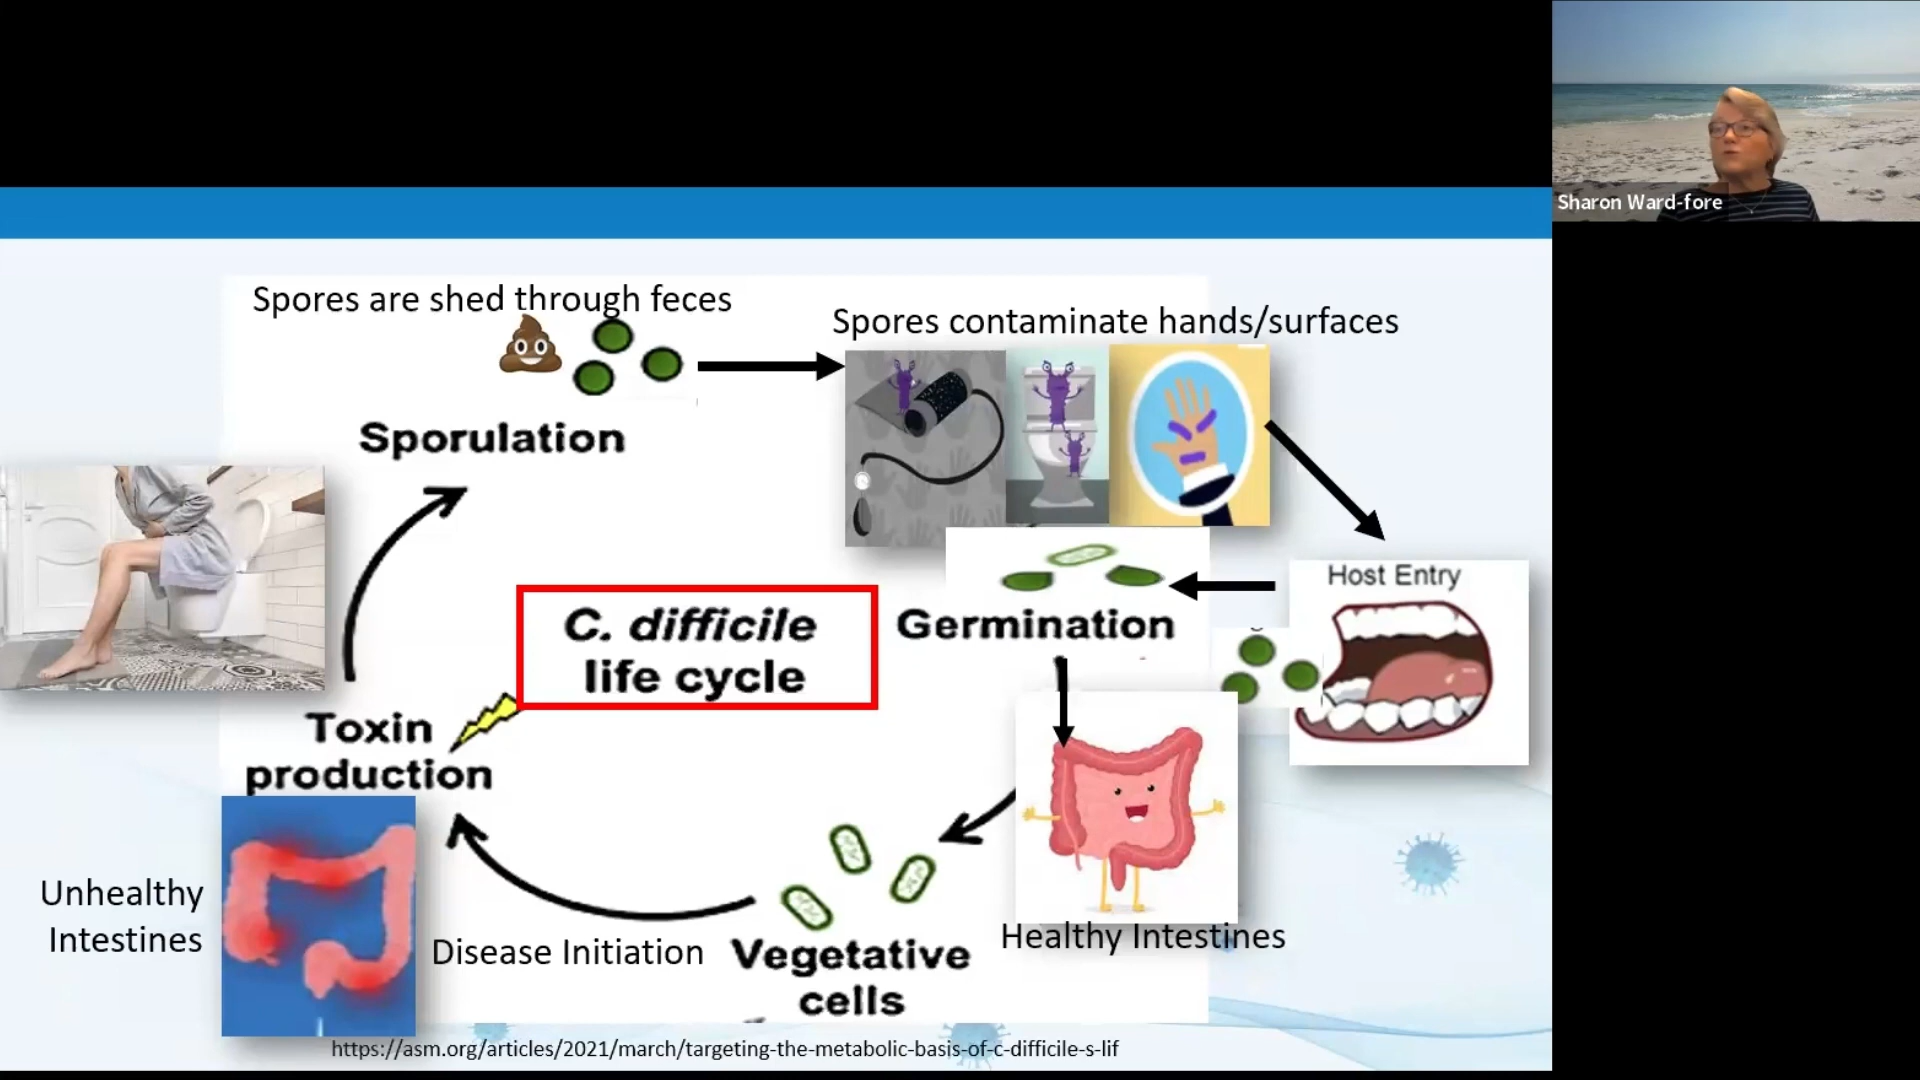 Sharon Ward-fore
Spores are shed through feces
Spores contaminate hands/surfaces
Sporulation
Host Entry
C. difficile
life cycle
Germination
Toxin
production
Unhealthy
Intestines
Disease Initiation
Vegetative
cells
Healthy Intestines
https://asm.org/articles/2021/march/targeting-the-metabolic-basis-of-c-difficile-s-lif